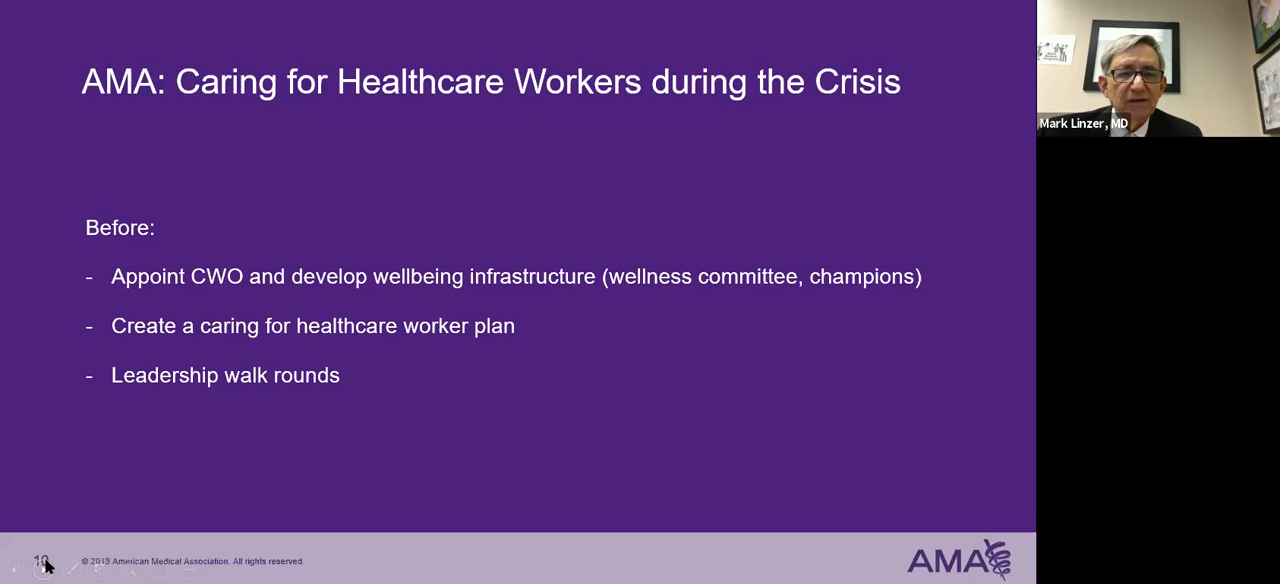 AMA: Caring for Healthcare Workers during the Crisis
Mark Linzer, MD
Before:
- Appoint CWO and develop wellbeing infrastructure (wellness committee, champions)
- Create a caring for healthcare worker plan
- Leadership walk rounds
© 2019 American Medical Association. All rights reserved.
AMA